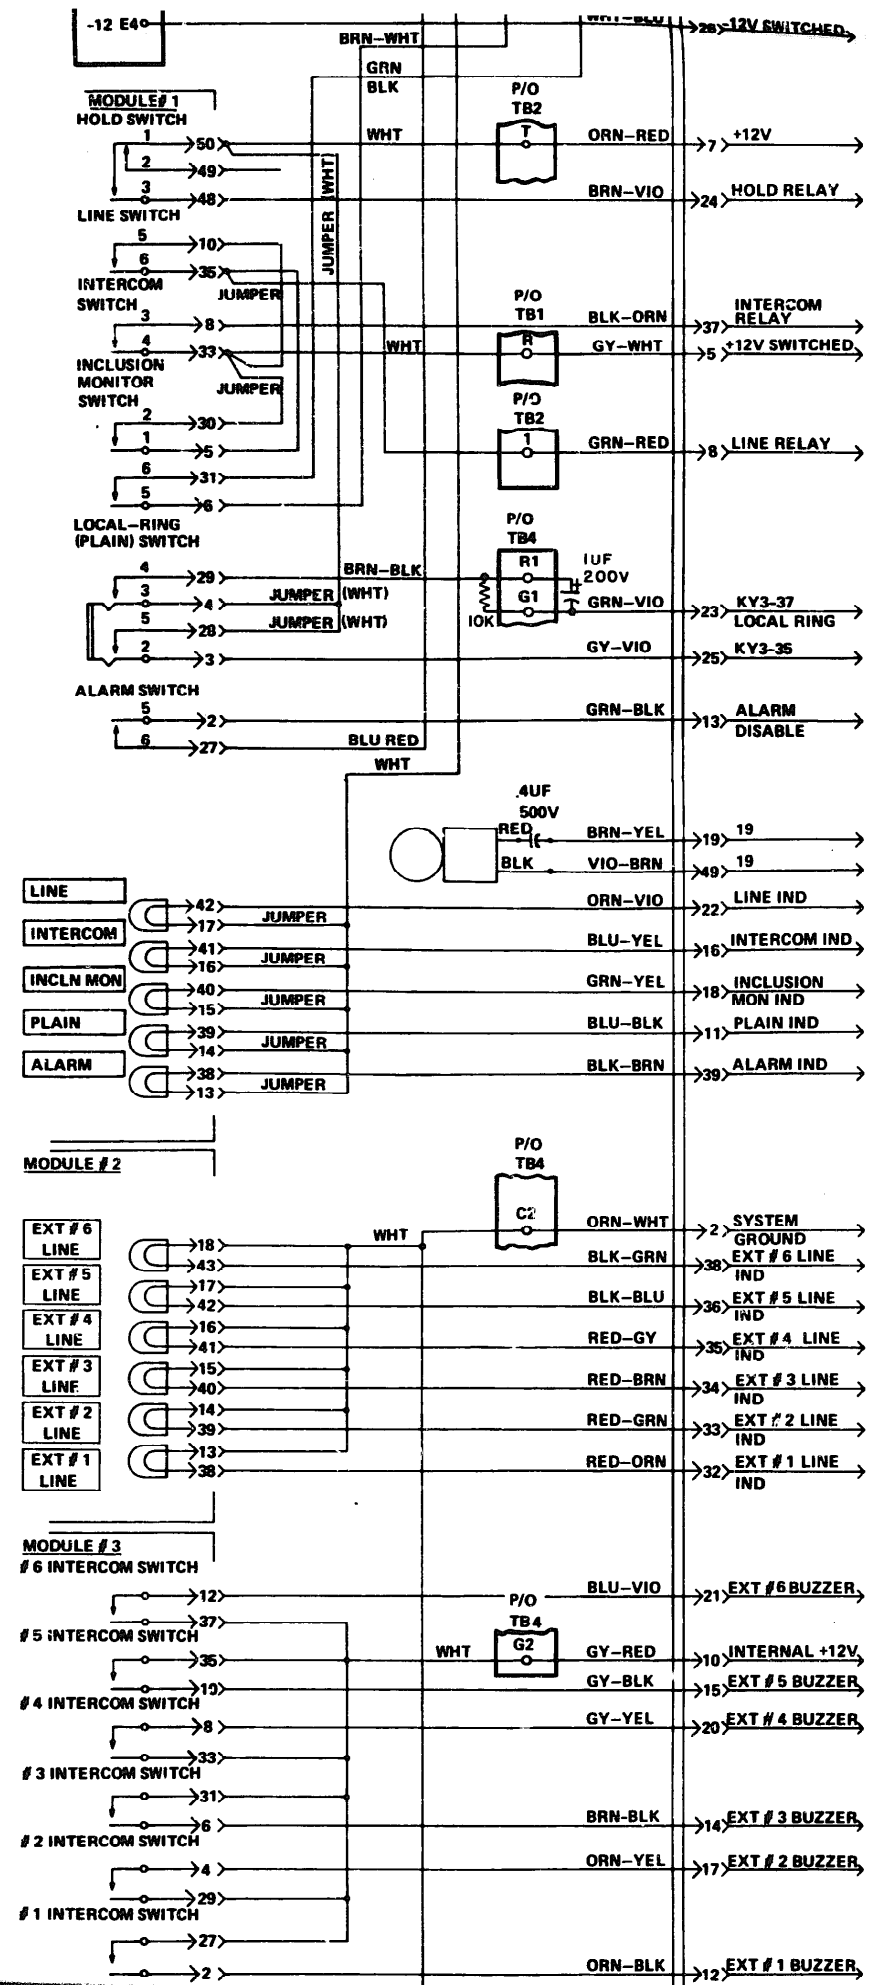 -12 E4
26 -12V SWITCHED
BRN-WHT
GRN
BLK
MODULE# 1
HOLD SWITCH
P/O
TB2
1 50 WHT T ORN-RED 7 +12V
2 49
3 48 BRN-VIO 24 HOLD RELAY
JUMPER (WHT)
LINE SWITCH
5 10
6 35
JUMPER
INTERCOM
SWITCH
P/O
TB1
3 8 BLK-ORN 37 INTERCOM
RELAY
4 33 WHT R GY-WHT 5 +12V SWITCHED
JUMPER
INCLUSION
MONITOR
SWITCH
P/O
TB2
2 30
1 5 1 GRN-RED 8 LINE RELAY
6 31
5 6
LOCAL-RING
(PLAIN) SWITCH
P/O
TB4
4 29 BRN-BLK R1 1UF
200V
3 4 JUMPER (WHT) G1 GRN-VIO 23 KY3-37
LOCAL RING
10K
5 28 JUMPER (WHT)
2 3 GY-VIO 25 KY3-35
ALARM SWITCH
5 2 GRN-BLK 13 ALARM
DISABLE
6 27 BLU RED
WHT
.4UF
500V
RED BRN-YEL 19 19
BLK VIO-BRN 49 19
LINE 42 ORN-VIO 22 LINE IND
17 JUMPER
INTERCOM 41 BLU-YEL 16 INTERCOM IND
16 JUMPER
INCLN MON 40 GRN-YEL 18 INCLUSION
MON IND
15 JUMPER
PLAIN 39 BLU-BLK 11 PLAIN IND
14 JUMPER
ALARM 38 BLK-BRN 39 ALARM IND
13 JUMPER
MODULE #2
P/O
TB4
C2 ORN-WHT 2 SYSTEM
GROUND
EXT #6
LINE
18 WHT
43 BLK-GRN 38 EXT #6 LINE
IND
EXT #5
LINE
17
42 BLK-BLU 36 EXT #5 LINE
IND
EXT #4
LINE
16
41 RED-GY 35 EXT #4 LINE
IND
EXT #3
LINE
15
40 RED-BRN 34 EXT #3 LINE
IND
EXT #2
LINE
14
39 RED-GRN 33 EXT #2 LINE
IND
EXT #1
LINE
13
38 RED-ORN 32 EXT #1 LINE
IND
MODULE #3
#6 INTERCOM SWITCH
12 BLU-VIO 21 EXT #6 BUZZER
37
P/O
TB4
#5 INTERCOM SWITCH
35 WHT G2 GY-RED 10 INTERNAL +12V
10 GY-BLK 15 EXT #5 BUZZER
#4 INTERCOM SWITCH
8 GY-YEL 20 EXT #4 BUZZER
33
#3 INTERCOM SWITCH
31
6 BRN-BLK 14 EXT #3 BUZZER
#2 INTERCOM SWITCH
4 ORN-YEL 17 EXT #2 BUZZER
29
#1 INTERCOM SWITCH
27
2 ORN-BLK 12 EXT #1 BUZZER